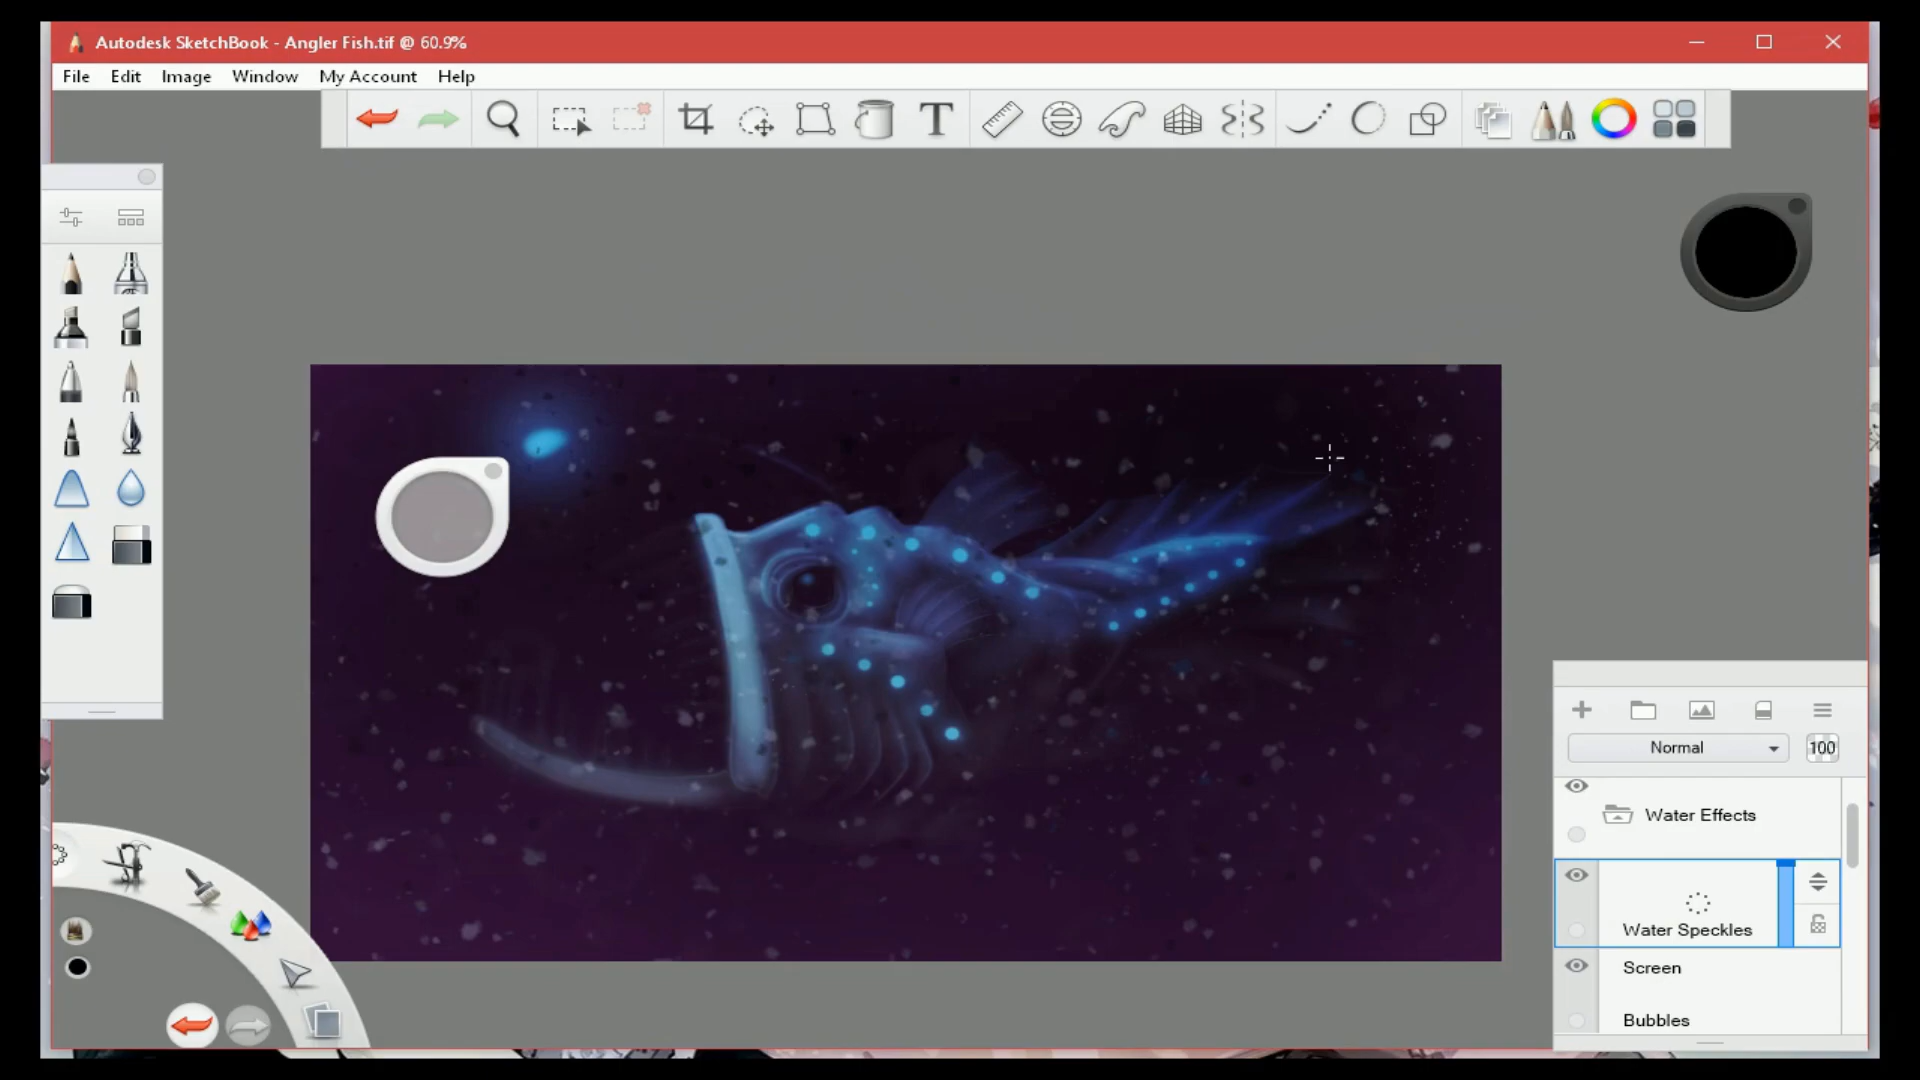 Autodesk SketchBook - Angler Fish.tif @ 60.9%
File Edit Image Window My Account Help
T
Normal 100
Water Effects
Water Speckles
Screen
Bubbles